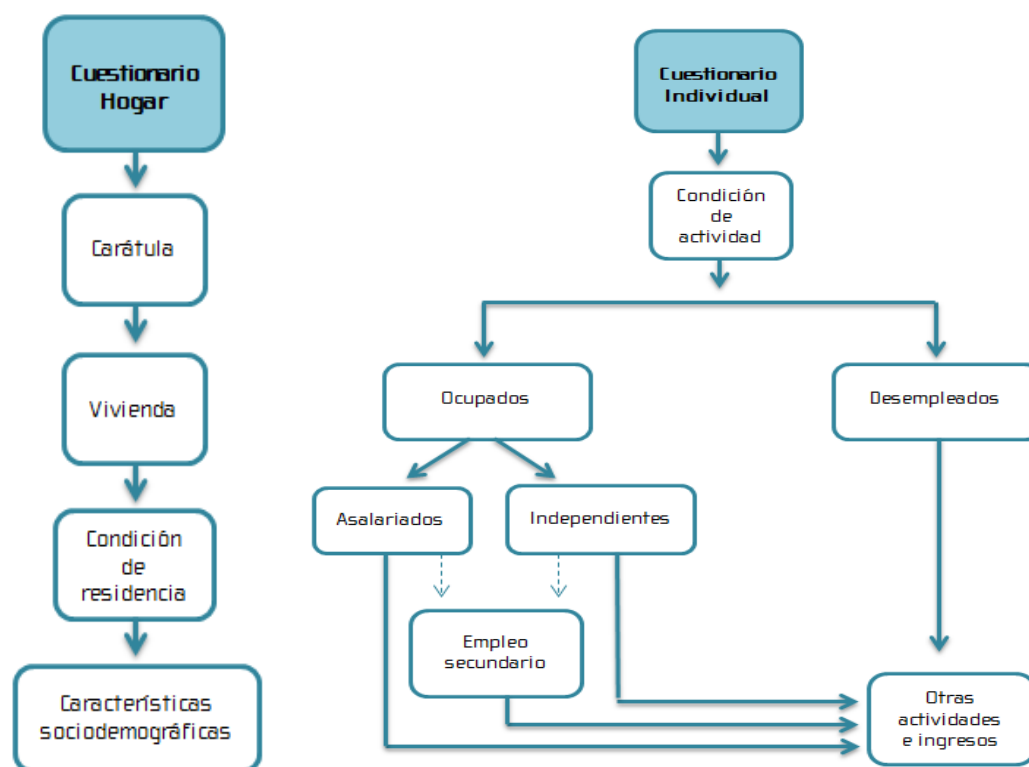 Cuestionario
Hogar
Carátula
Vivienda
Condición
de
residencia
Características
sociodemográficas
Cuestionario
Individual
Condición
de
actividad
Ocupados
Desempleados
Asalariados
Independientes
Empleo
secundario
Otras
actividades
e ingresos